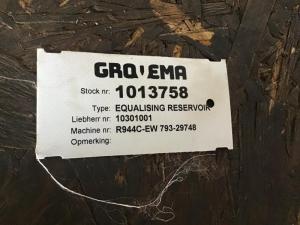 GROEMA
Stock nr: 1013758
Type: EQUALISING RESERVOIR
Liebherr nr: 10301001
Machine nr: R944C-EW 793-29748
Opmerking: